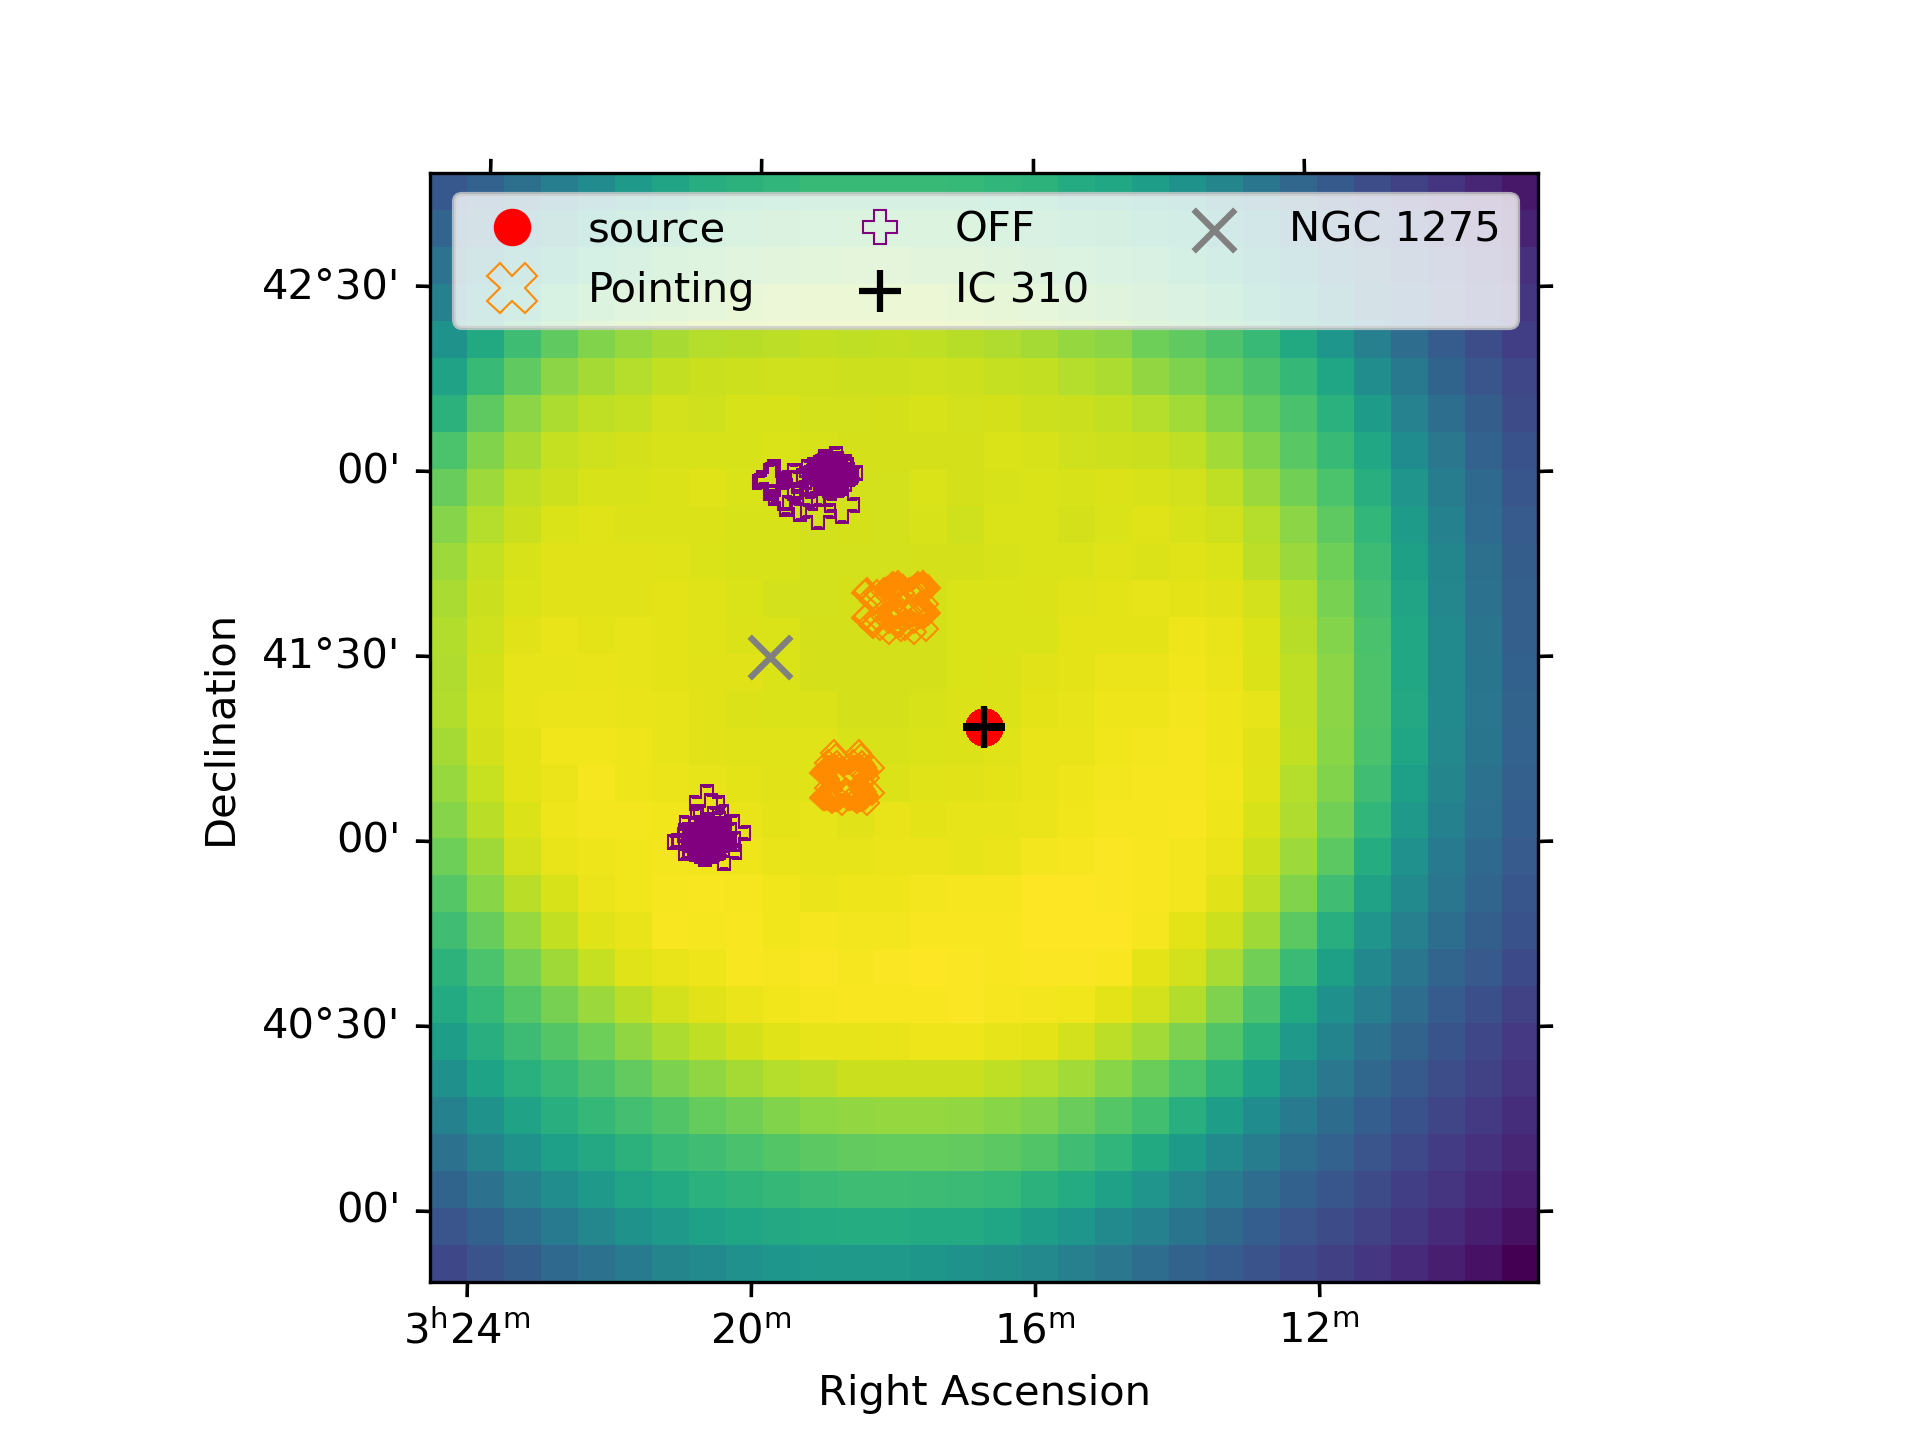 source OFF NGC 1275
Pointing IC 310
42°30'
00'
41°30'
00'
40°30'
00'
Declination
3ʰ24ᵐ 20ᵐ 16ᵐ 12ᵐ
Right Ascension